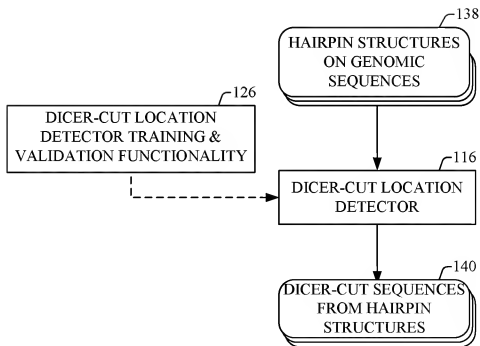 138
HAIRPIN STRUCTURES
ON GENOMIC
SEQUENCES
126
DICER-CUT LOCATION
DETECTOR TRAINING &
VALIDATION FUNCTIONALITY
116
DICER-CUT LOCATION
DETECTOR
140
DICER-CUT SEQUENCES
FROM HAIRPIN
STRUCTURES